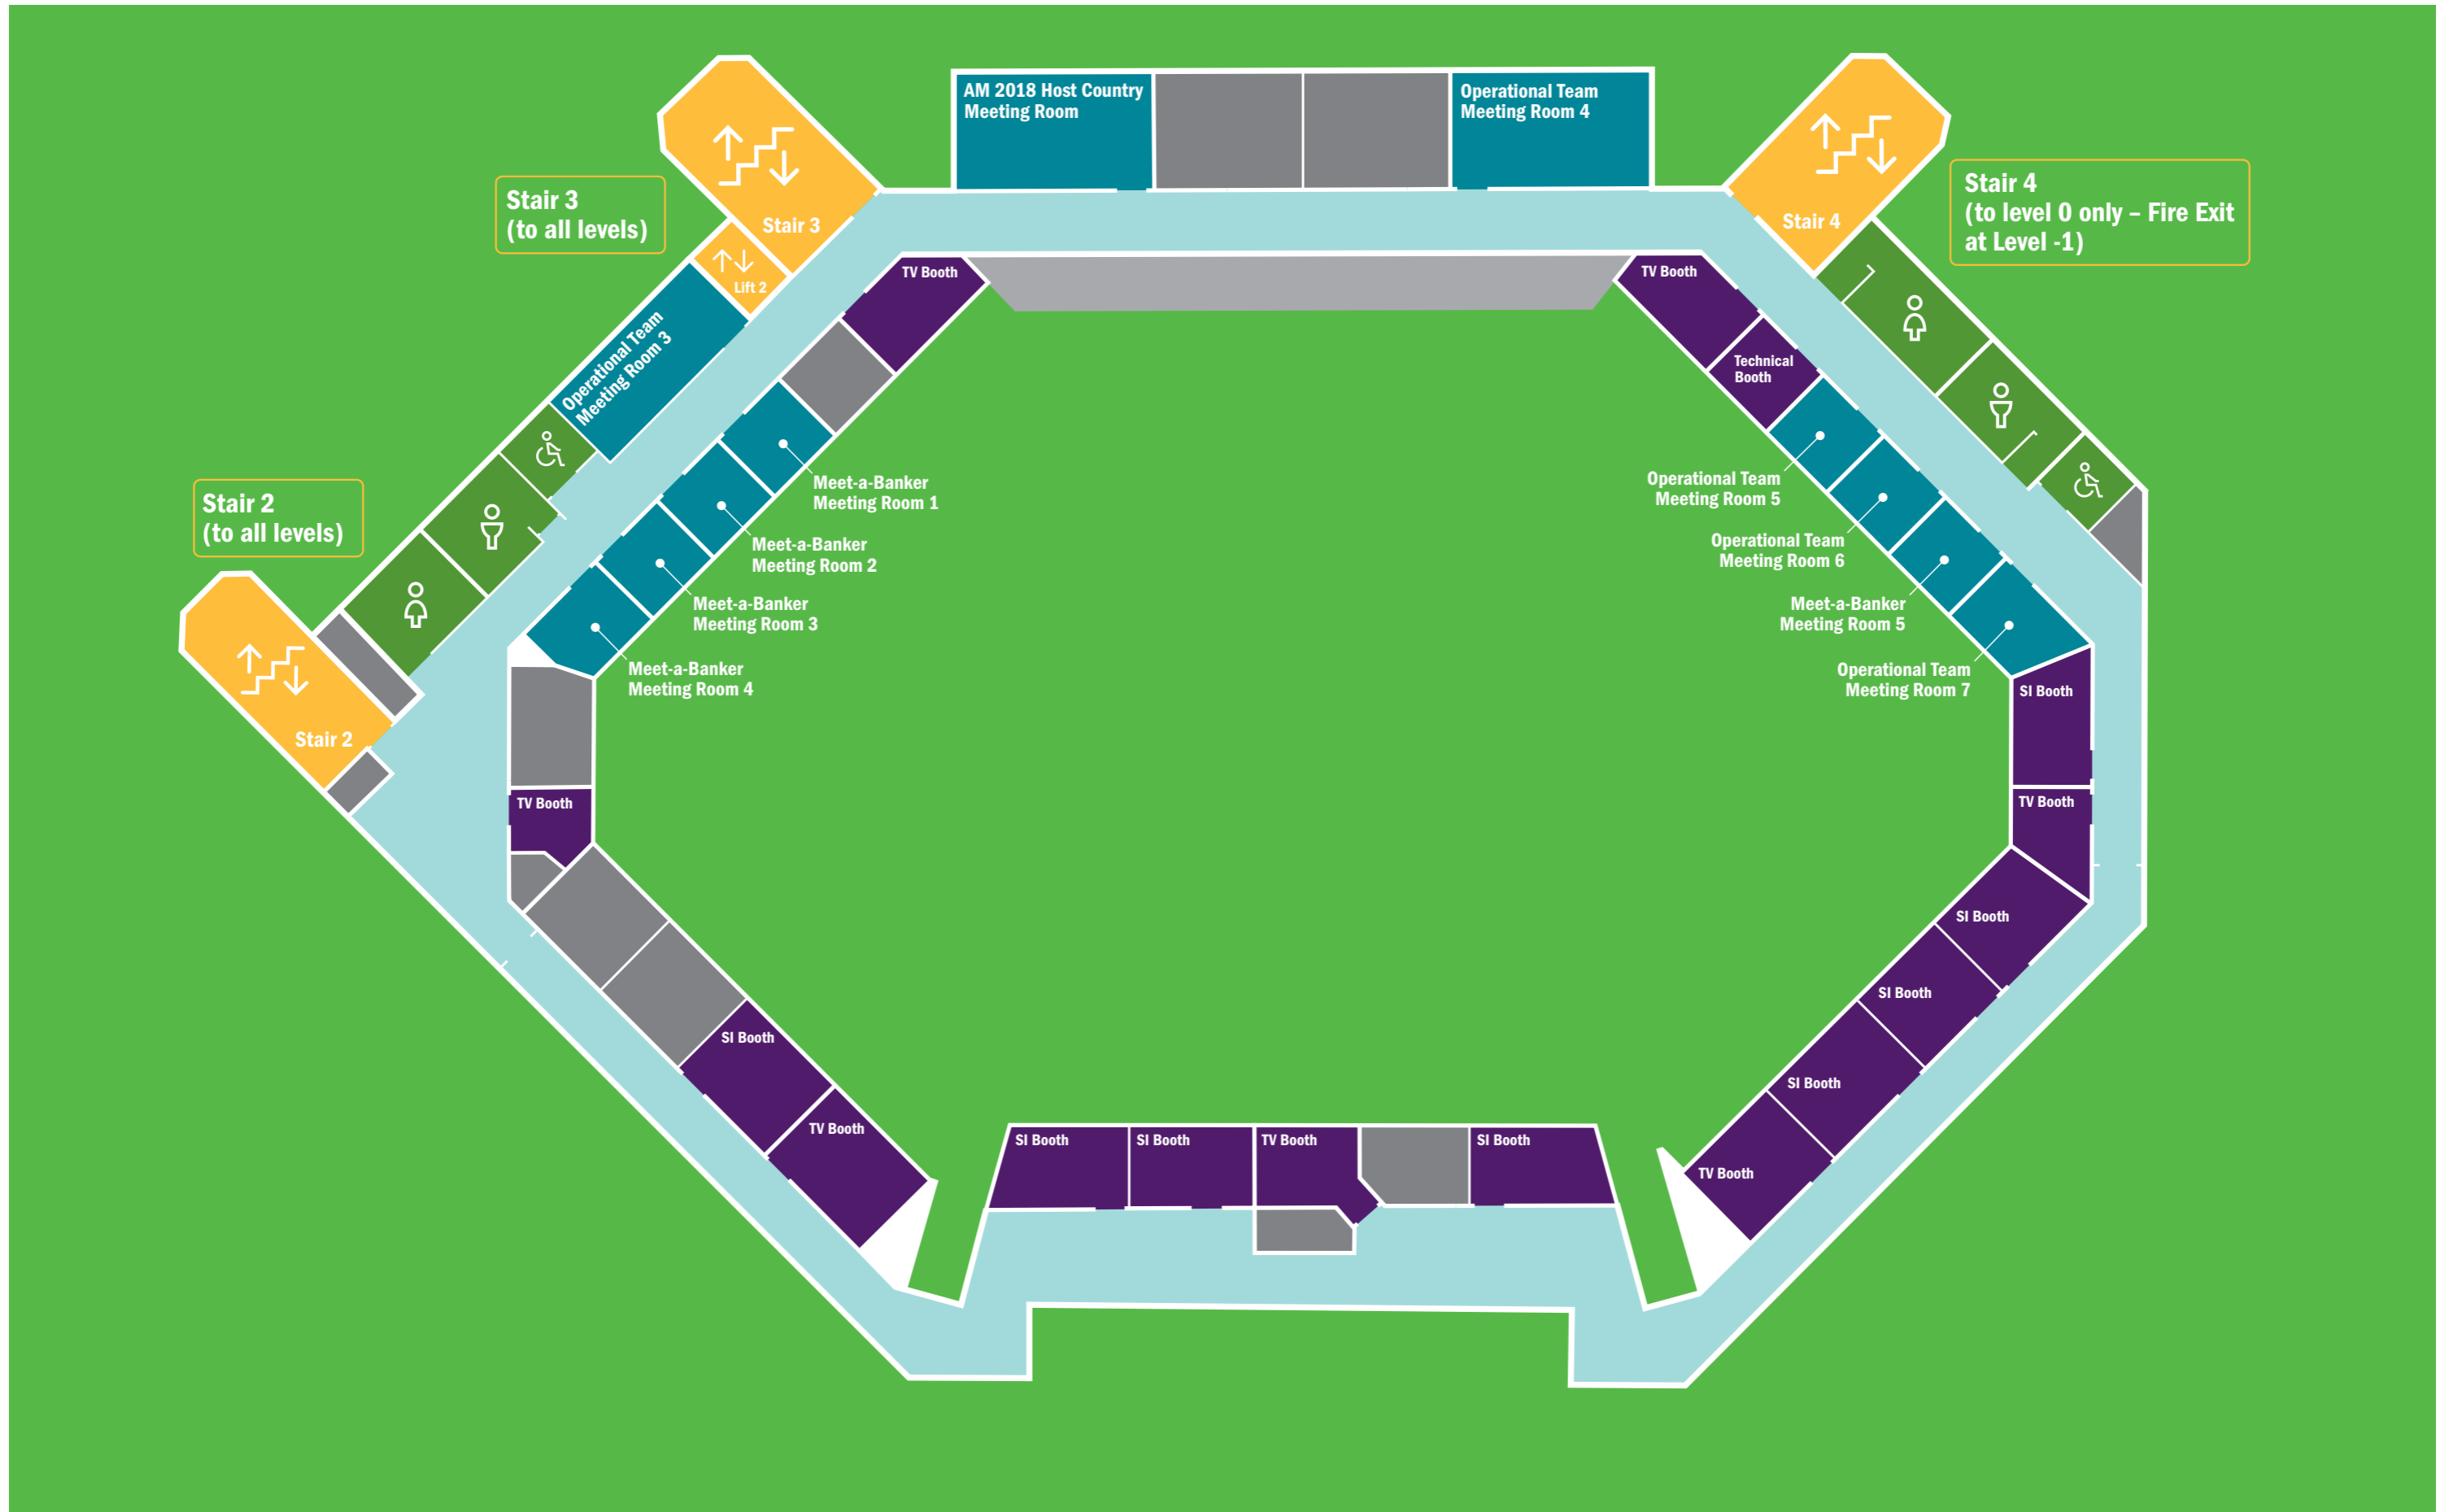 AM 2018 Host Country
Meeting Room
Operational Team
Meeting Room 4
Stair 3
(to all levels)
Stair 3
Lift 2
Stair 4
Stair 4
(to level 0 only – Fire Exit
at Level -1)
TV Booth
TV Booth
Operational Team
Meeting Room 3
Technical
Booth
Meet-a-Banker
Meeting Room 1
Operational Team
Meeting Room 5
Stair 2
(to all levels)
Meet-a-Banker
Meeting Room 2
Operational Team
Meeting Room 6
Meet-a-Banker
Meeting Room 3
Meet-a-Banker
Meeting Room 5
Meet-a-Banker
Meeting Room 4
Operational Team
Meeting Room 7
Stair 2
SI Booth
TV Booth
TV Booth
SI Booth
SI Booth
SI Booth
SI Booth
TV Booth
SI Booth
SI Booth
TV Booth
SI Booth
TV Booth